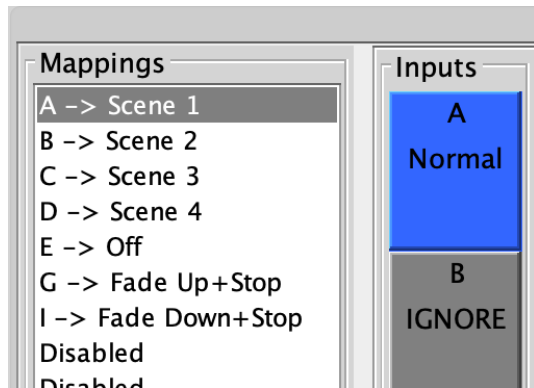 Mappings
A -> Scene 1
B -> Scene 2
C -> Scene 3
D -> Scene 4
E -> Off
G -> Fade Up+Stop
I -> Fade Down+Stop
Disabled
Disabled
Inputs
A
Normal
B
IGNORE